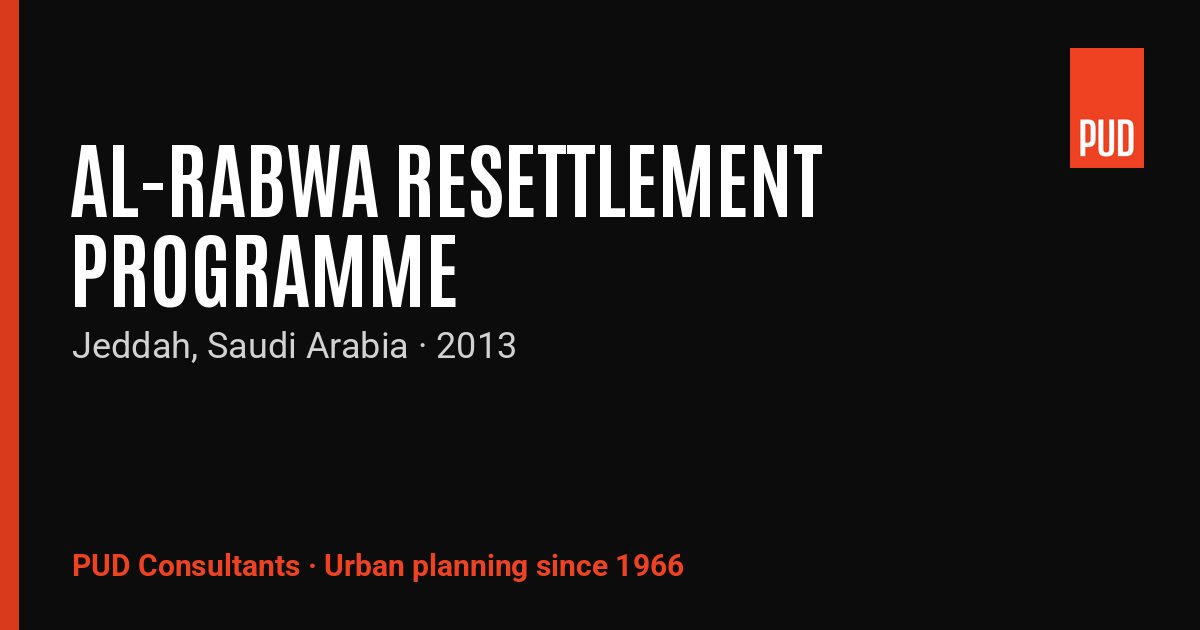 PUD
AL-RABWA RESETTLEMENT
PROGRAMME
Jeddah, Saudi Arabia · 2013
PUD Consultants · Urban planning since 1966